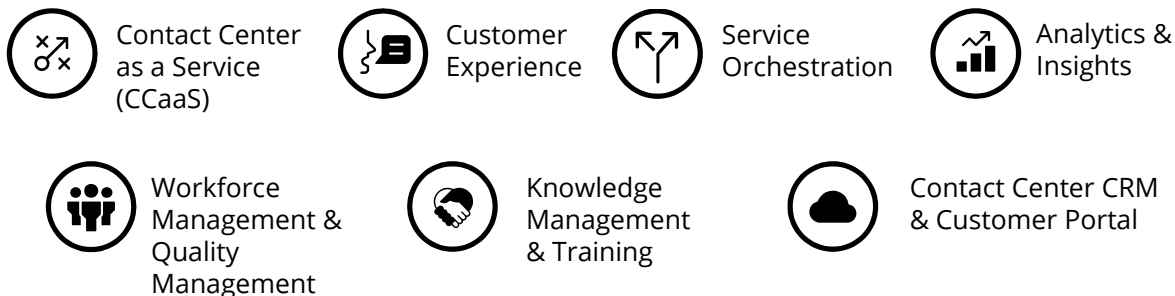 Contact Center
as a Service
(CCaaS)
Customer
Experience
Service
Orchestration
Analytics &
Insights
Workforce
Management &
Quality
Management
Knowledge
Management
& Training
Contact Center CRM
& Customer Portal